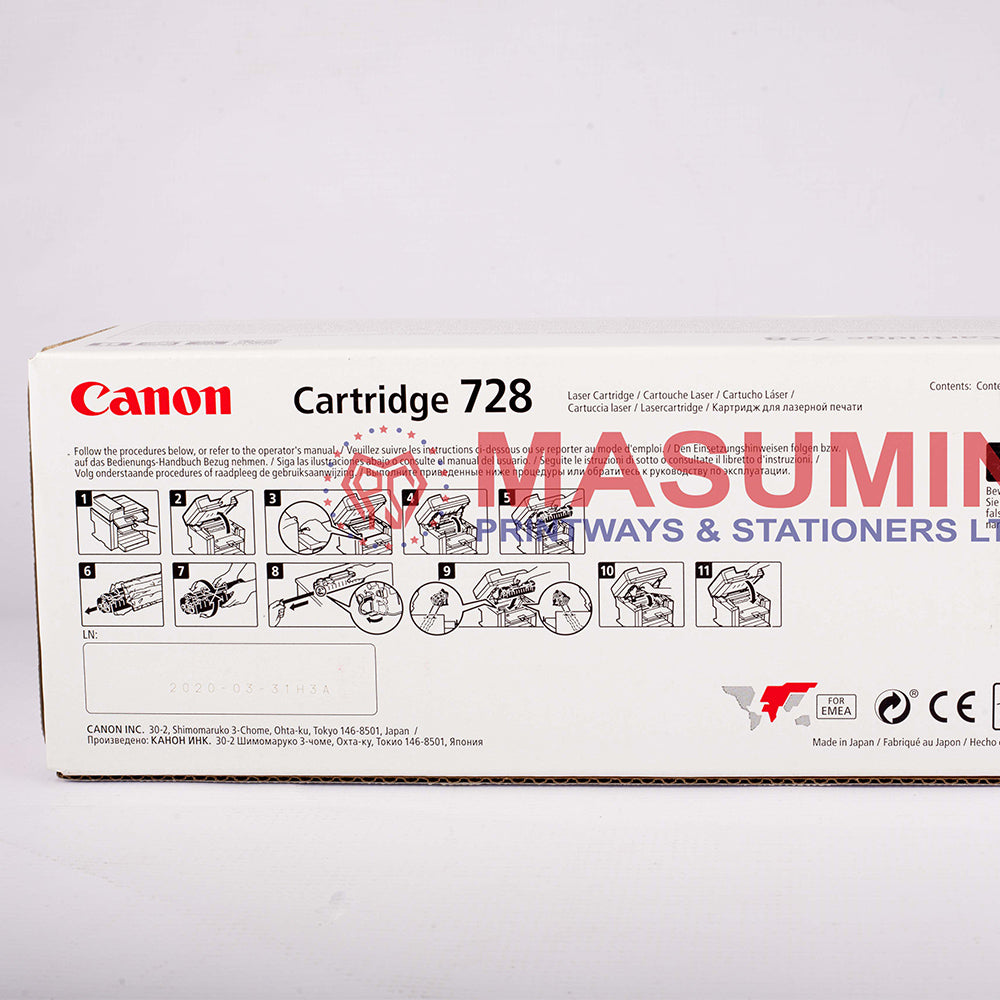 Canon
Cartridge 728
Laser Cartridge / Cartouche Laser / Cartucho Láser /
Cartuccia laser / Lasercartridge / Картридж для лазерной печати
Contents: Conte
Follow the procedures below, or refer to the operator's manual. / Veuillez suivre les instructions ci-dessous ou se reporter au mode d'emploi. / Den Einsetzungshinweisen folgen bzw.
auf das Bedienungs-Handbuch Bezug nehmen. / Siga las ilustraciones abajo o consulte el manual del usuario. / Seguite le istruzioni di sotto o consultate il libretto d'instruzioni. /
Volg onderstaande procedures of raadpleeg de gebruiksaanwijzing. / Выполните приведенные ниже процедуры или обратитесь к руководству по эксплуатации.
MASUMIN
PRINTWAYS & STATIONERS LT
1 2 3 4 5
6 7 8 9 10 11
Bev
Sie
fals
LN:
2020-03-31H3A
FOR
EMEA
®
CE
CANON INC. 30-2, Shimomaruko 3-Chome, Ohta-ku, Tokyo 146-8501, Japan /
Произведено: КАНОН ИНК. 30-2 Шимомаруко 3-чоме, Охта-ку, Токио 146-8501, Япония
Made in Japan / Fabriqué au Japon / Hecho e